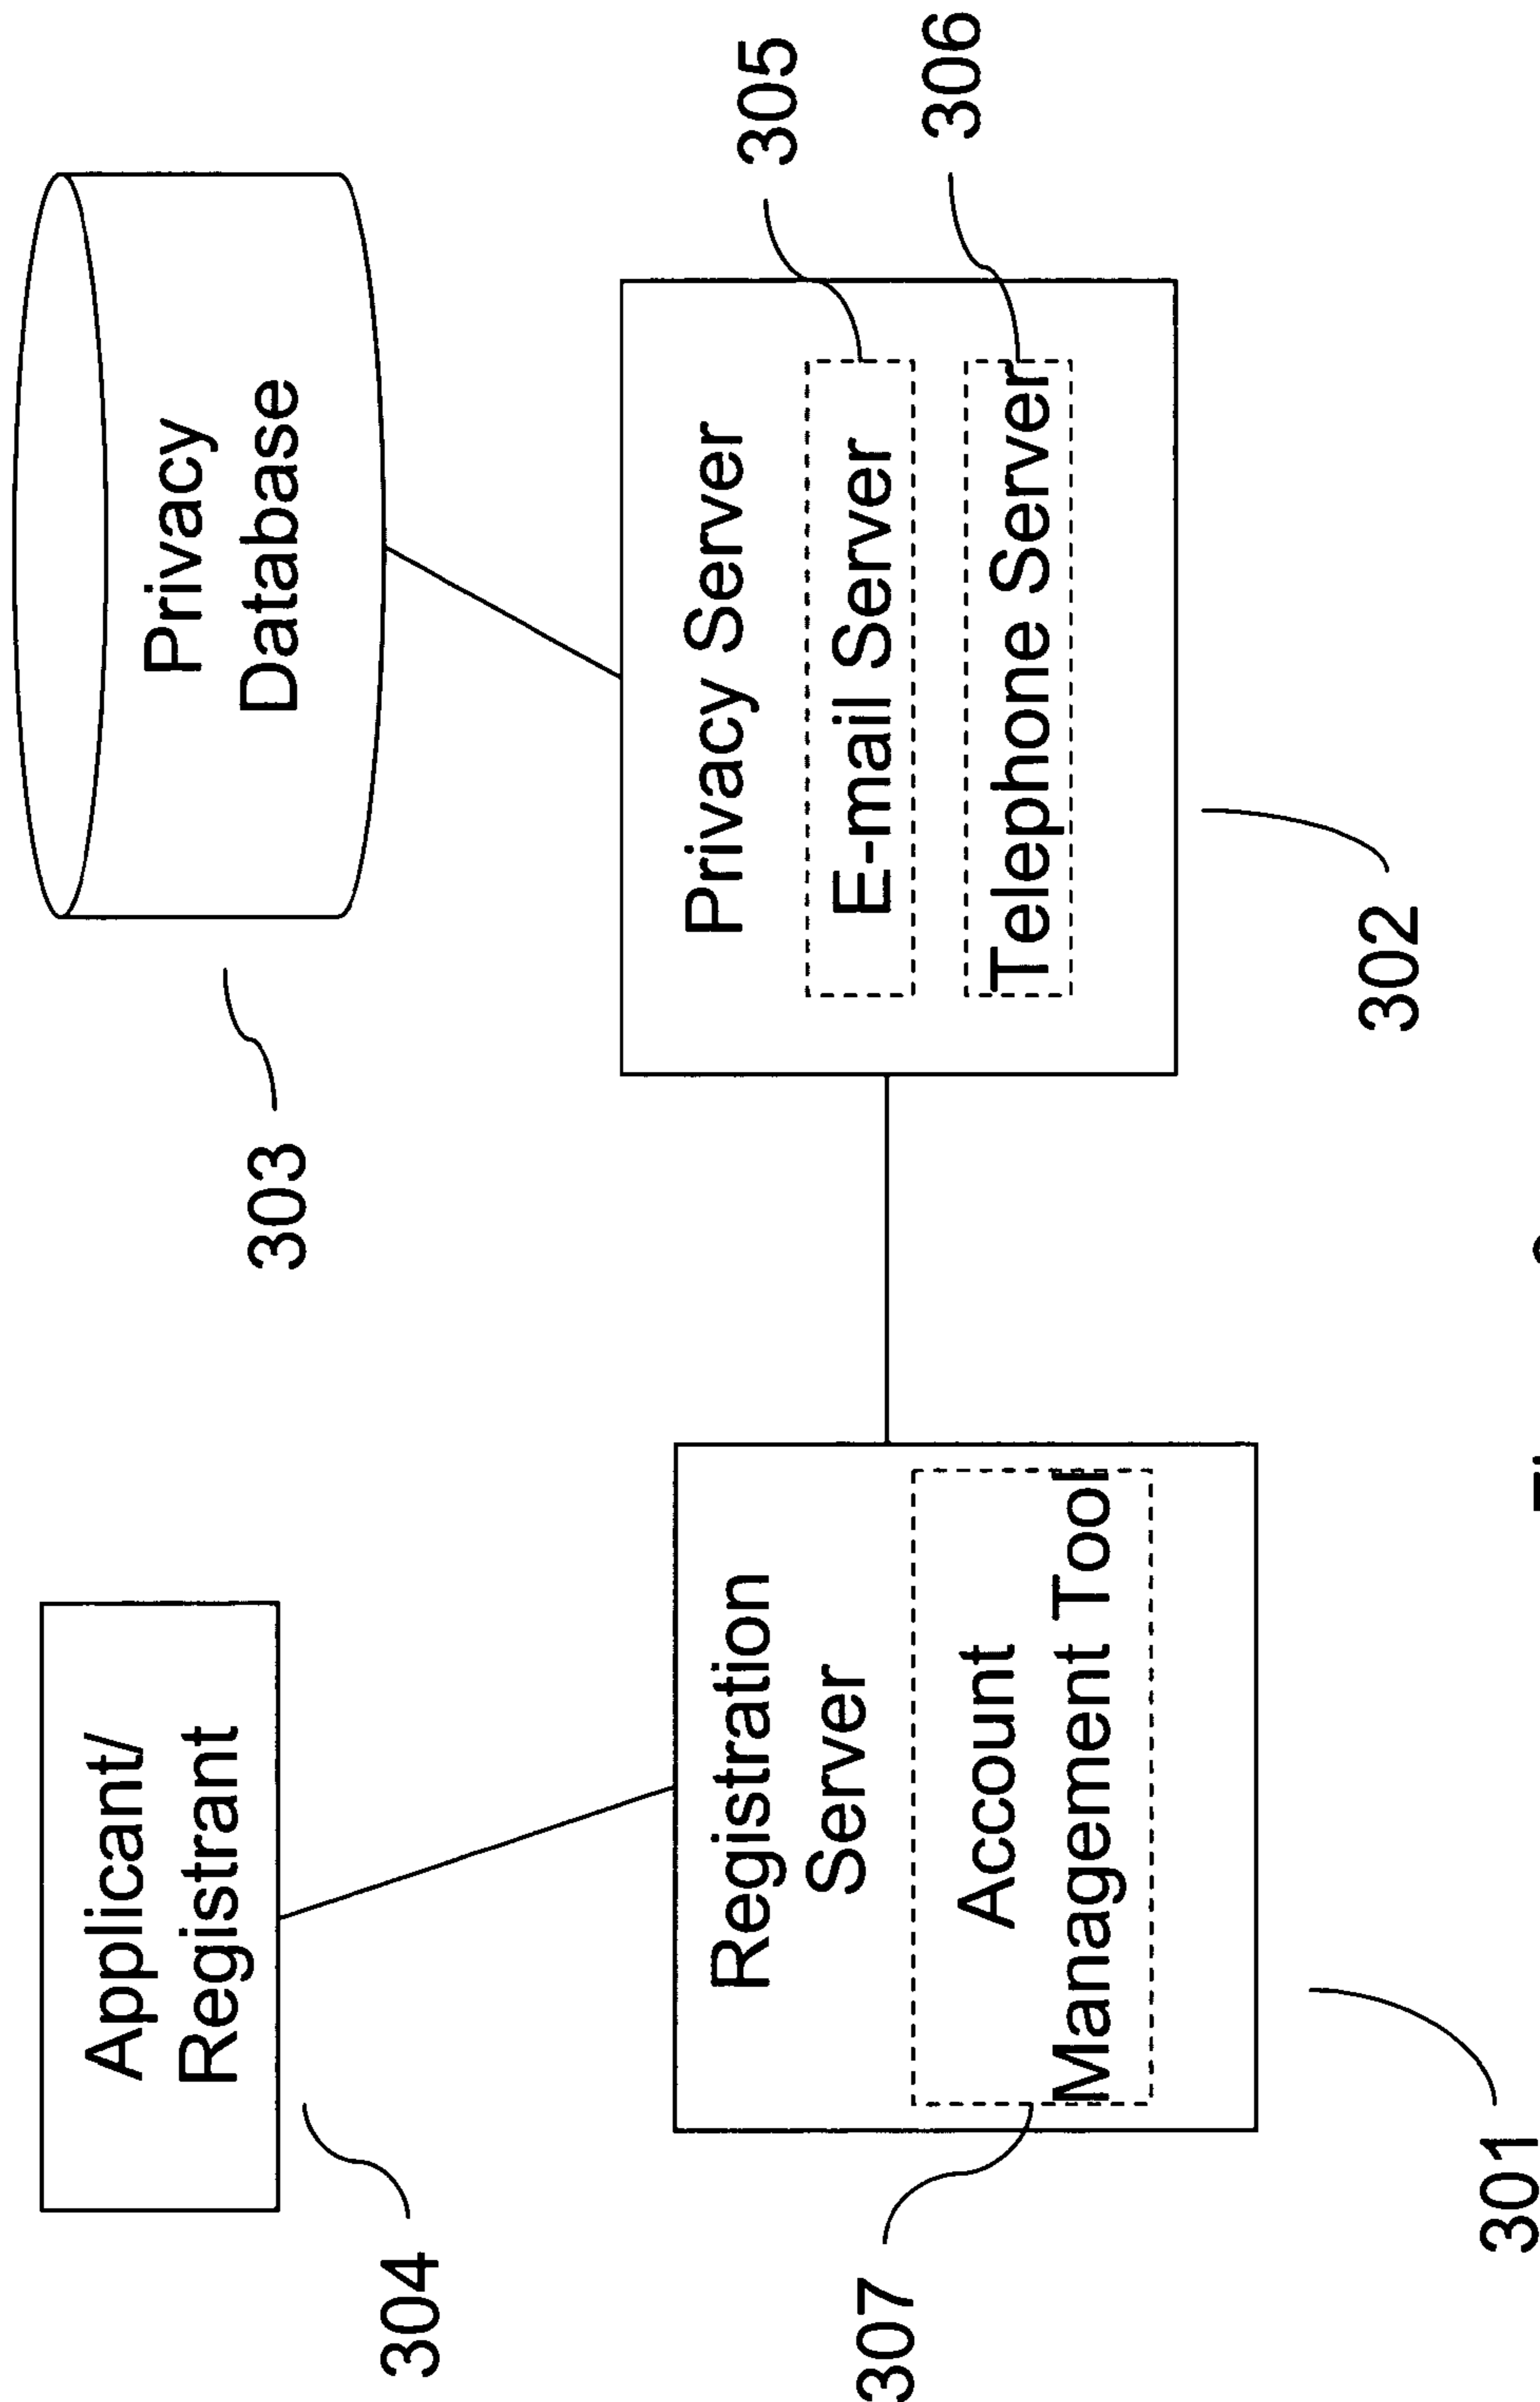 Applicant/
Registrant
304
Privacy
Database
303
Registration
Server
Account
Management Tool
307
301
Privacy Server
E-mail Server
Telephone Server
305
306
302